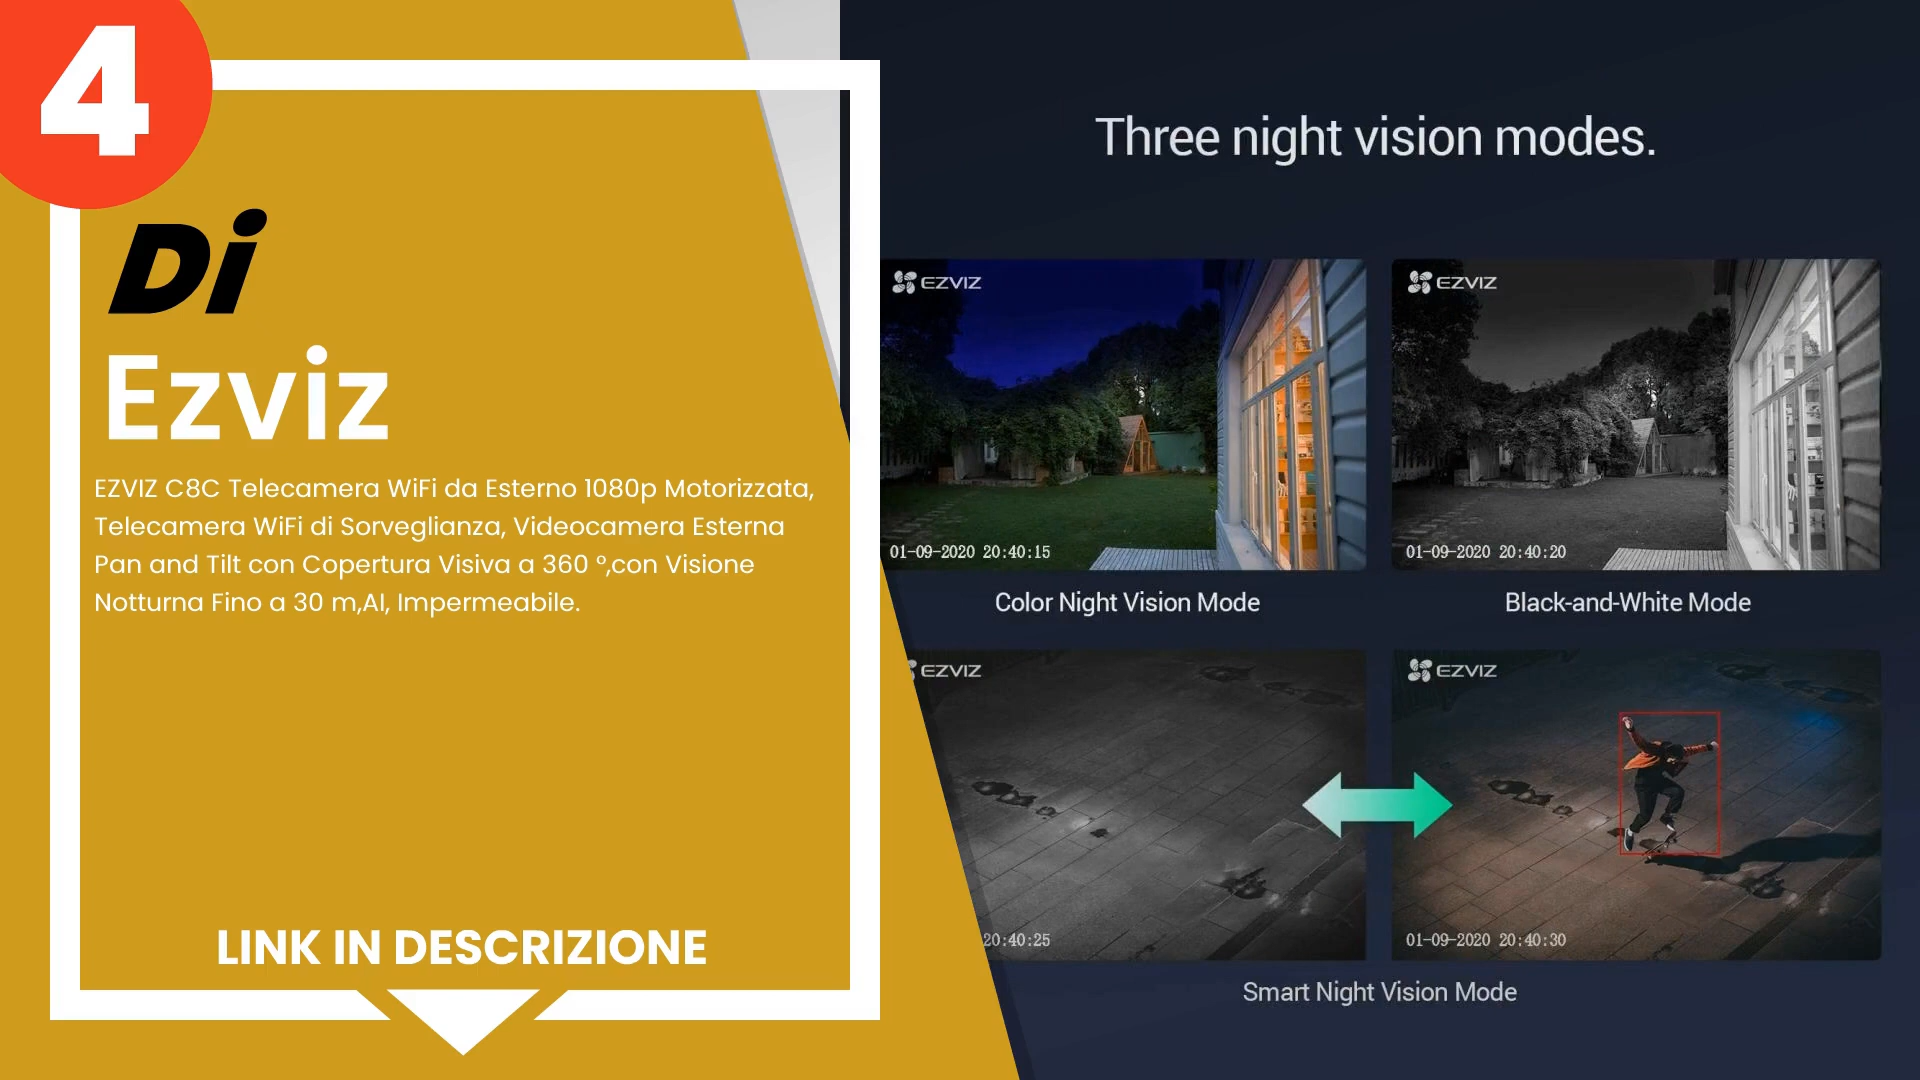 4
Di
Ezviz
EZVIZ C8C Telecamera WiFi da Esterno 1080p Motorizzata,
Telecamera WiFi di Sorveglianza, Videocamera Esterna
Pan and Tilt con Copertura Visiva a 360 °,con Visione
Notturna Fino a 30 m,AI, Impermeabile.
LINK IN DESCRIZIONE
Three night vision modes.
EZVIZ
01-09-2020 20:40:15
Color Night Vision Mode
EZVIZ
01-09-2020 20:40:20
Black-and-White Mode
EZVIZ
20:40:25
EZVIZ
01-09-2020 20:40:30
Smart Night Vision Mode